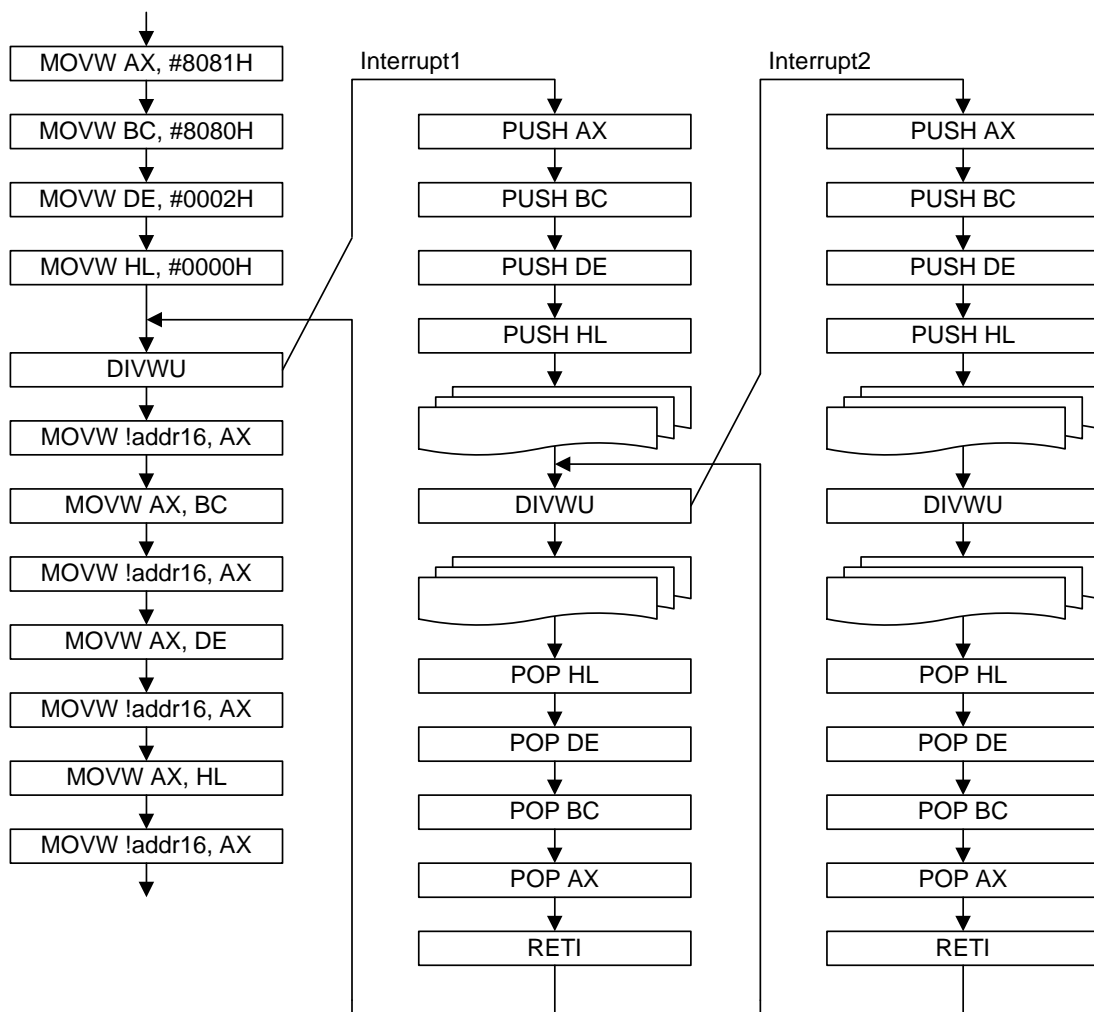 MOVW AX, #8081H
MOVW BC, #8080H
MOVW DE, #0002H
MOVW HL, #0000H
DIVWU
MOVW !addr16, AX
MOVW AX, BC
MOVW !addr16, AX
MOVW AX, DE
MOVW !addr16, AX
MOVW AX, HL
MOVW !addr16, AX
Interrupt1
PUSH AX
PUSH BC
PUSH DE
PUSH HL
DIVWU
POP HL
POP DE
POP BC
POP AX
RETI
Interrupt2
PUSH AX
PUSH BC
PUSH DE
PUSH HL
DIVWU
POP HL
POP DE
POP BC
POP AX
RETI